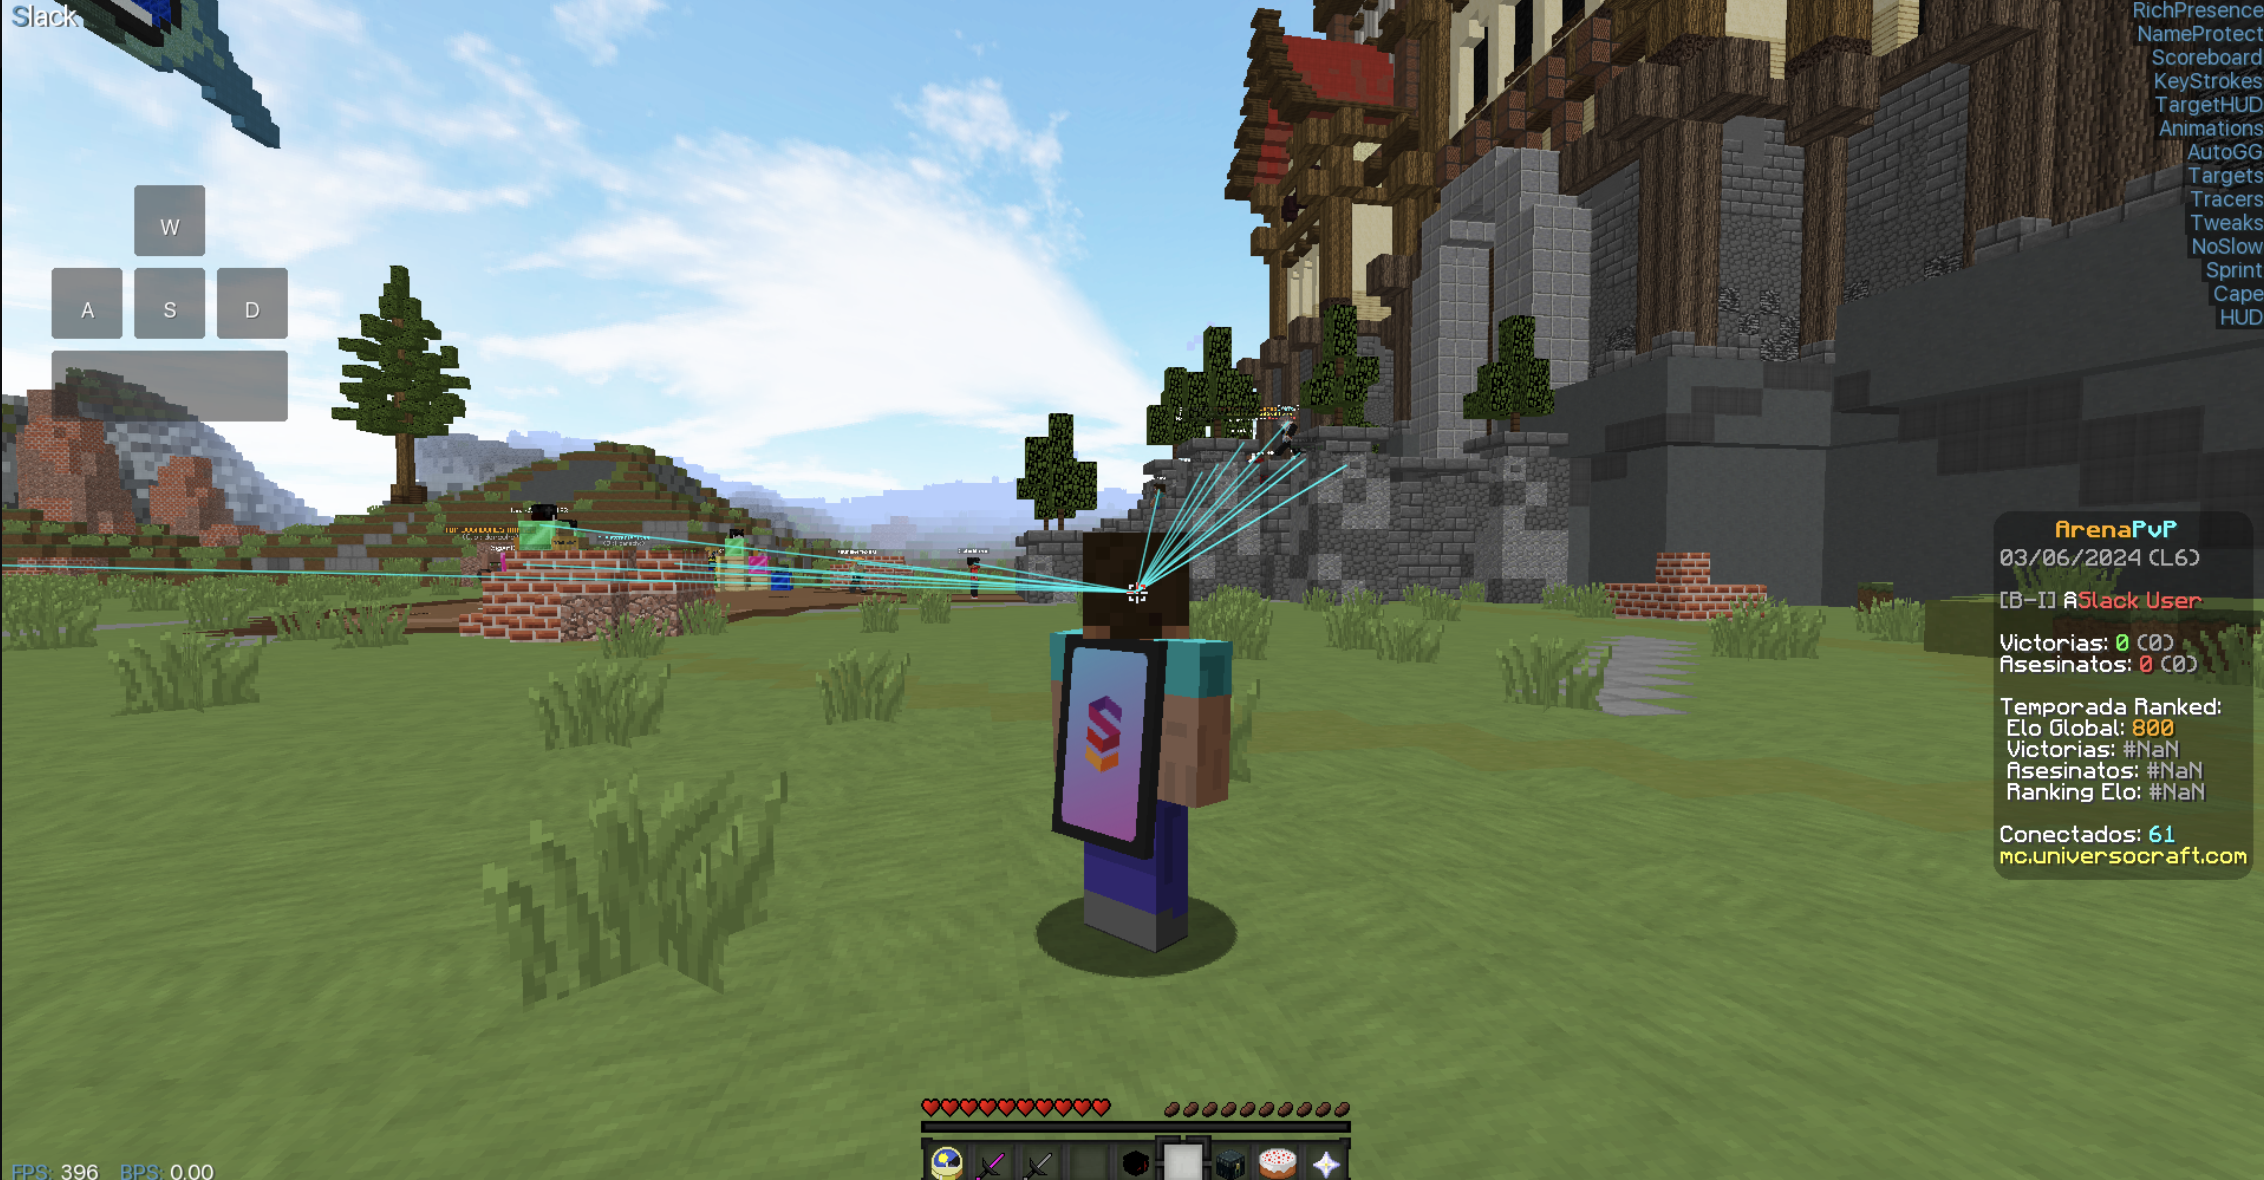 Slack
RichPresence
NameProtect
Scoreboard
KeyStrokes
TargetHUD
Animations
AutoGG
Targets
Tracers
Tweaks
NoSlow
Sprint
Cape
HUD
W
A S D
ArenaPvP
03/06/2024 (L6)
[B-I] ASlack User
Victorias: 0 (0)
Asesinatos: 0 (0)
Temporada Ranked:
Elo Global: 800
Victorias: #NaN
Asesinatos: #NaN
Ranking Elo: #NaN
Conectados: 61
mc.universocraft.com
FPS: 396 BPS: 0.00